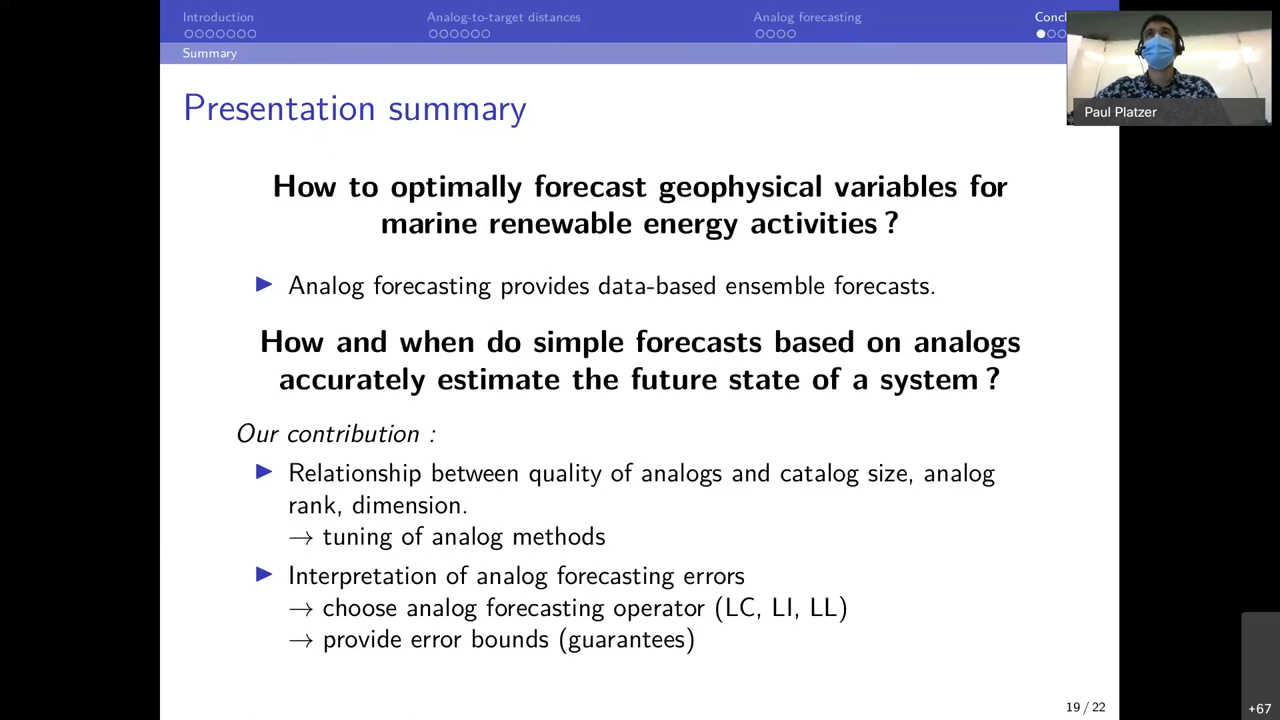 Introduction
Analog-to-target distances
Analog forecasting
Concl
Summary
Paul Platzer
Presentation summary
How to optimally forecast geophysical variables for
marine renewable energy activities ?
▶ Analog forecasting provides data-based ensemble forecasts.
How and when do simple forecasts based on analogs
accurately estimate the future state of a system ?
Our contribution :
▶ Relationship between quality of analogs and catalog size, analog
rank, dimension.
→ tuning of analog methods
▶ Interpretation of analog forecasting errors
→ choose analog forecasting operator (LC, LI, LL)
→ provide error bounds (guarantees)
19 / 22
+67